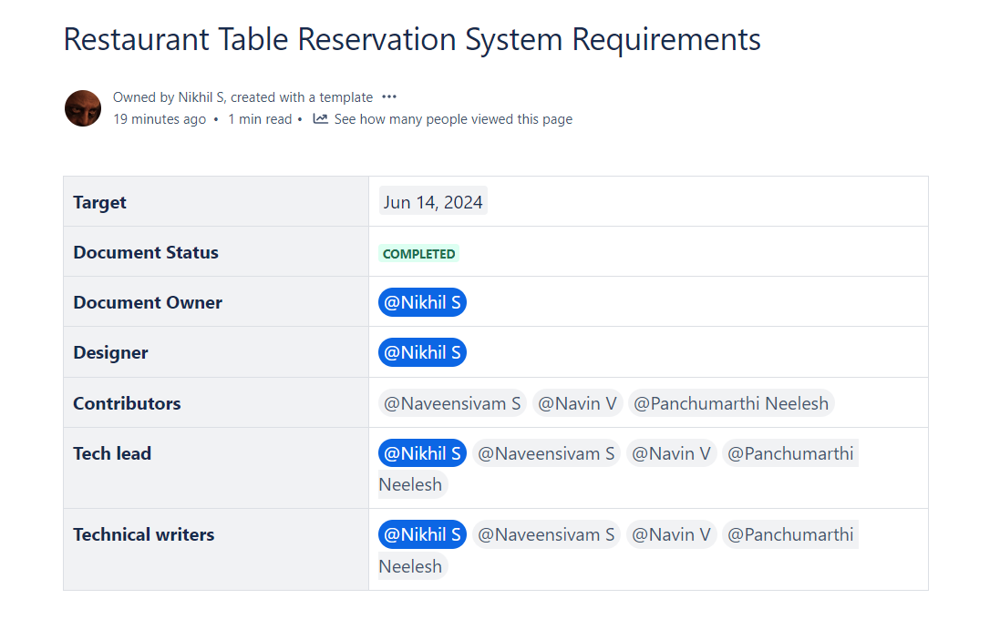 Restaurant Table Reservation System Requirements
Owned by Nikhil S, created with a template •••
19 minutes ago • 1 min read • See how many people viewed this page
Target Jun 14, 2024
Document Status COMPLETED
Document Owner @Nikhil S
Designer @Nikhil S
Contributors @Naveensivam S @Navin V @Panchumarthi Neelesh
Tech lead @Nikhil S @Naveensivam S @Navin V @Panchumarthi
Neelesh
Technical writers @Nikhil S @Naveensivam S @Navin V @Panchumarthi
Neelesh